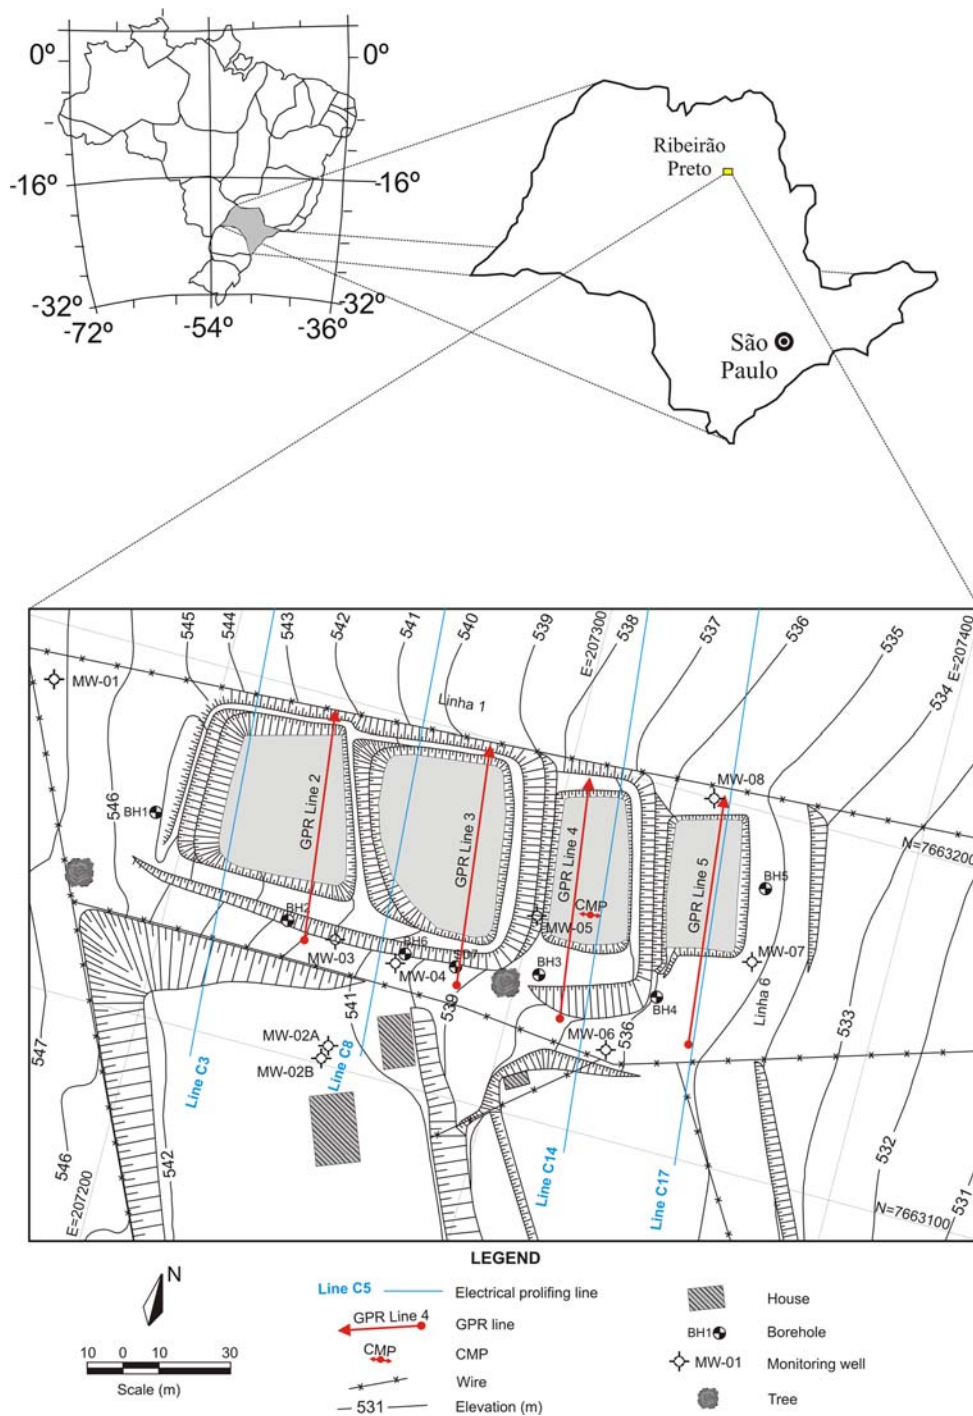 0º
0º
-16º
-16º
-32º
-32º
-72º
-54º
-36º
Ribeirão
Preto
São
Paulo
545
544
543
542
541
540
539
E=207300
538
537
536
535
E=207400
534
MW-01
Linha 1
546
BH1
GPR Line 2
GPR Line 3
GPR Line 4
GPR Line 5
MW-08
N=7663200
CMP
BH5
BH2
MW-03
BH6
MW-04
MW-05
BH3
MW-07
BH4
Linha 6
541
539
MW-06
536
533
547
MW-02A
MW-02B
Line C3
Line C8
546
542
E=207200
Line C14
Line C17
532
531
N=7663100
LEGEND
N
10 0 10 30
Scale (m)
Line C5
Electrical prolifing line
GPR Line 4
GPR line
CMP
CMP
Wire
531
Elevation (m)
House
BH1
Borehole
MW-01
Monitoring well
Tree